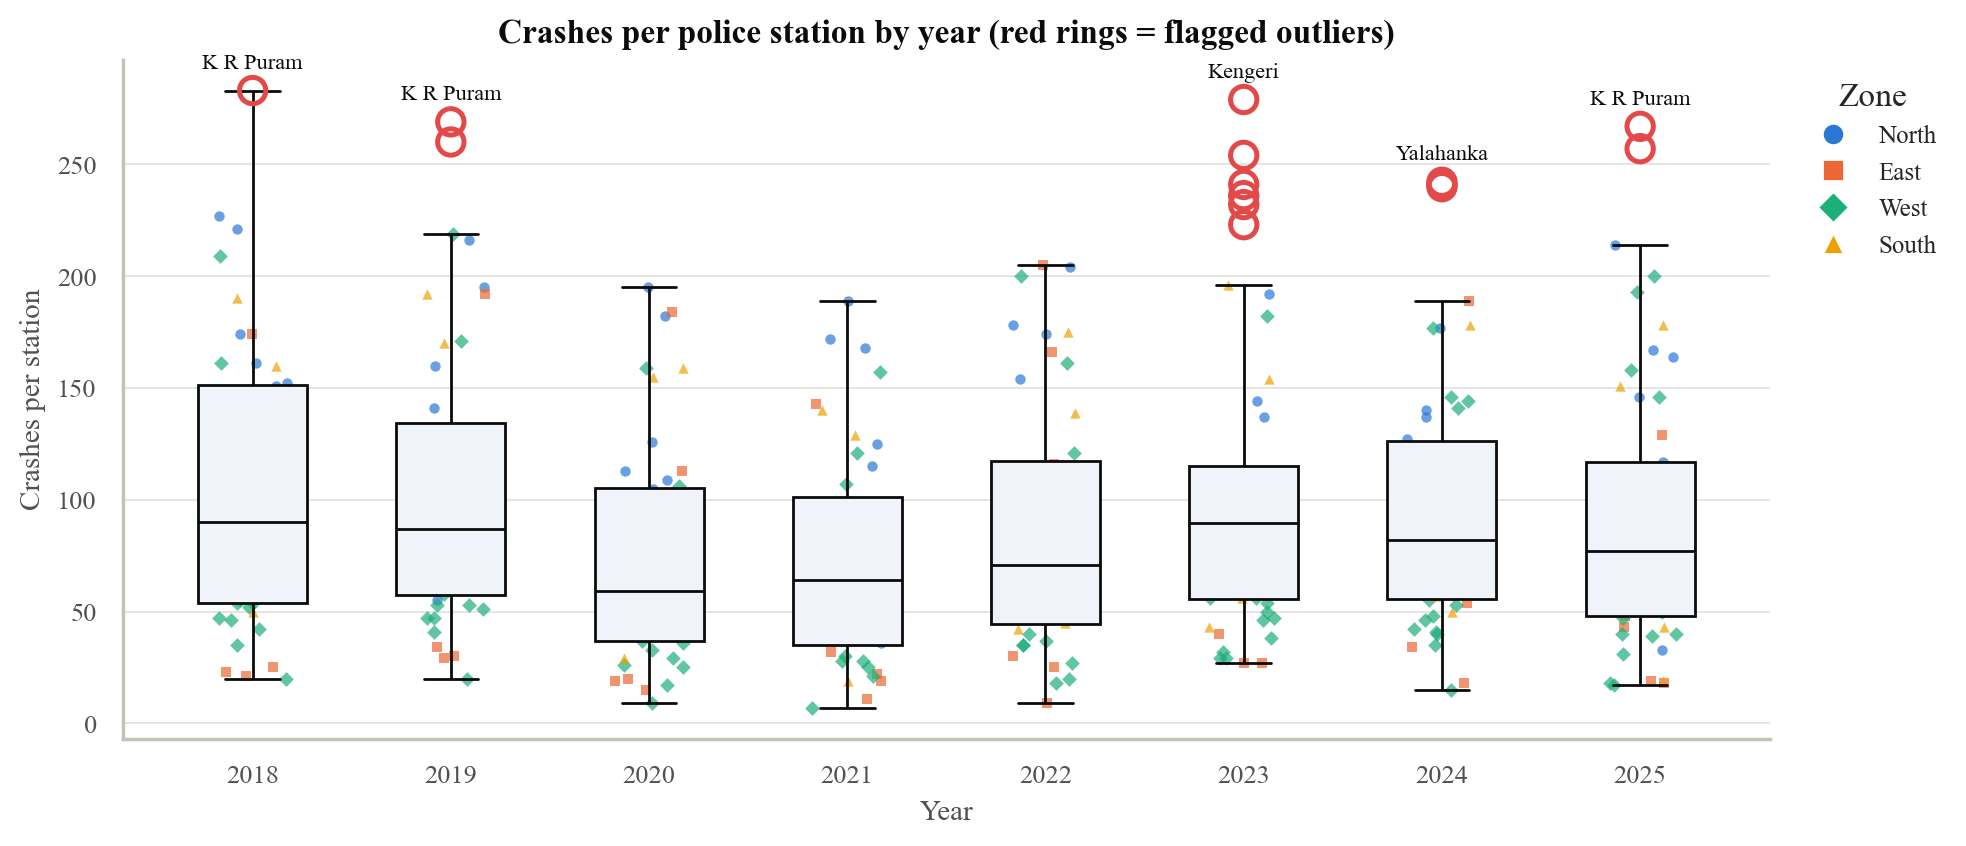 Crashes per police station by year (red rings = flagged outliers)
K R Puram
K R Puram
Kengeri
Yalahanka
K R Puram
Zone
North
East
West
South
Crashes per station
250
200
150
100
50
0
2018 2019 2020 2021 2022 2023 2024 2025
Year